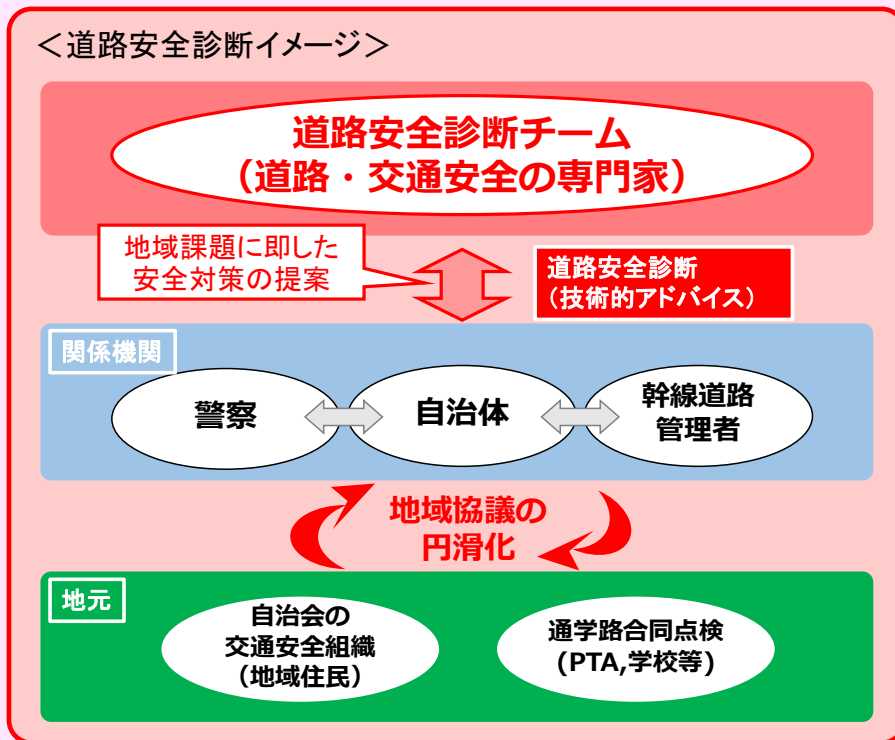 ＜道路安全診断イメージ＞
道路安全診断チーム
（道路・交通安全の専門家）
地域課題に即した
安全対策の提案
道路安全診断
（技術的アドバイス）
関係機関
警察
自治体
幹線道路
管理者
地域協議の
円滑化
地元
自治会の
交通安全組織
（地域住民）
通学路合同点検
(PTA,学校等)